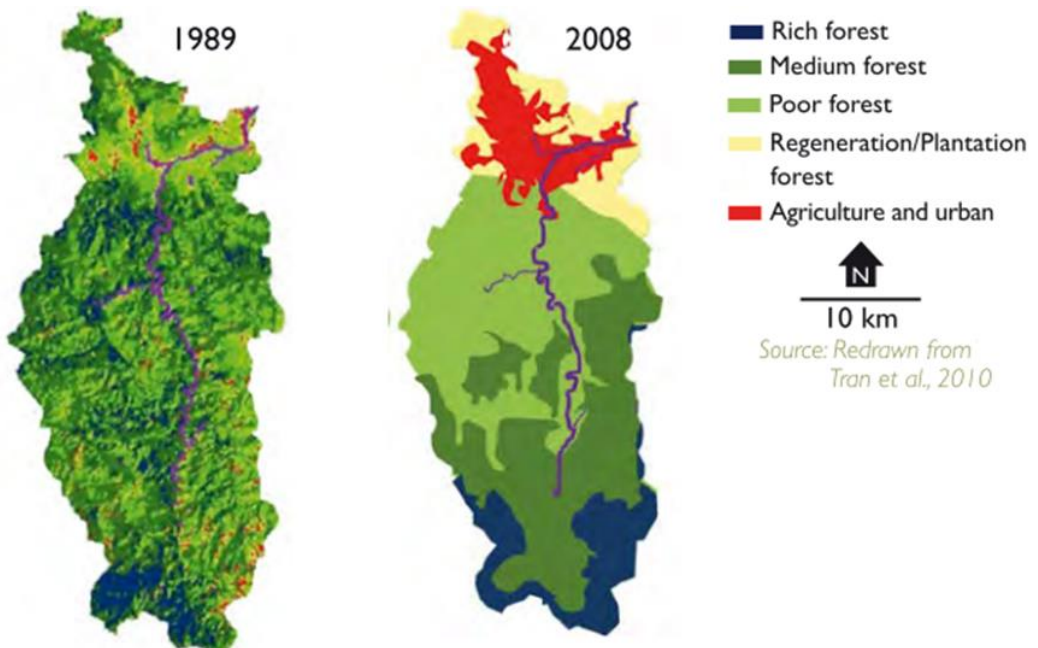 1989
2008
Rich forest
Medium forest
Poor forest
Regeneration/Plantation
forest
Agriculture and urban
N
10 km
Source: Redrawn from
Tran et al., 2010